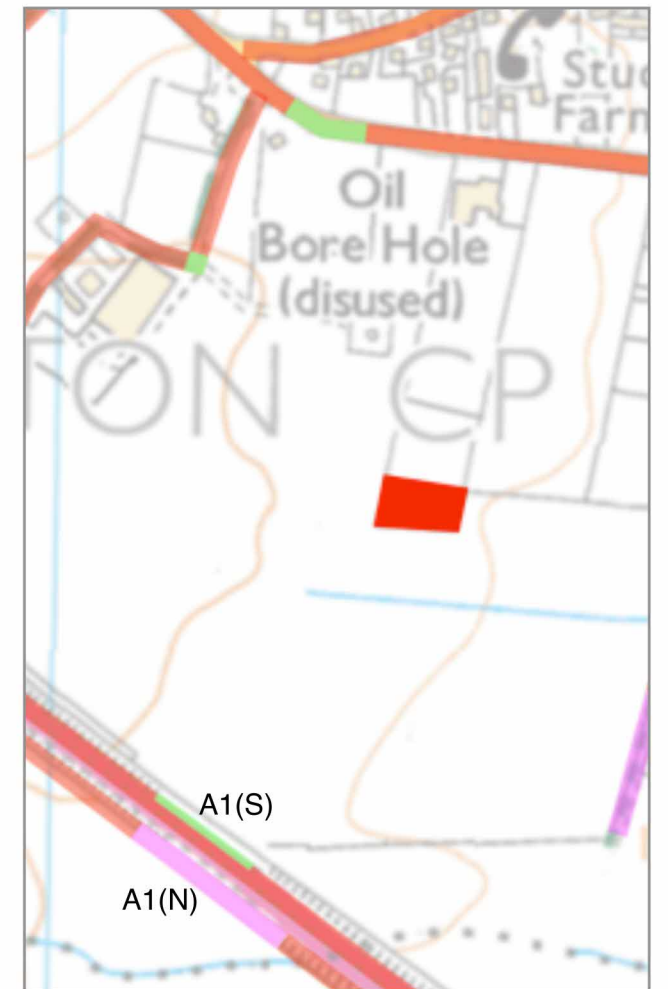 Stud
Farm
Oil
Bore Hole
(disused)
TON CP
A1(S)
A1(N)